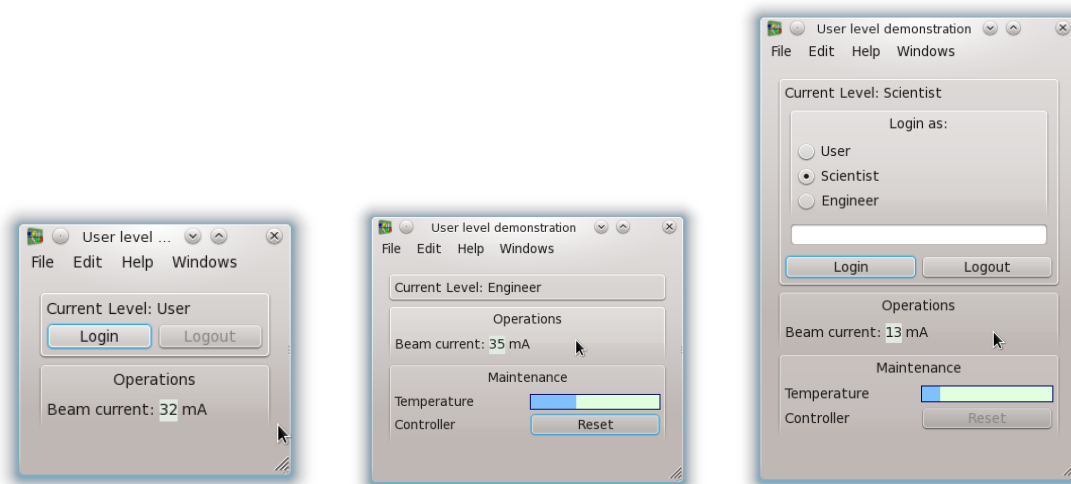 User level ...
File Edit Help Windows
Current Level: User
Login Logout
Operations
Beam current: 32 mA
User level demonstration
File Edit Help Windows
Current Level: Engineer
Operations
Beam current: 35 mA
Maintenance
Temperature
Controller Reset
User level demonstration
File Edit Help Windows
Current Level: Scientist
Login as:
User
Scientist
Engineer
Login Logout
Operations
Beam current: 13 mA
Maintenance
Temperature
Controller Reset